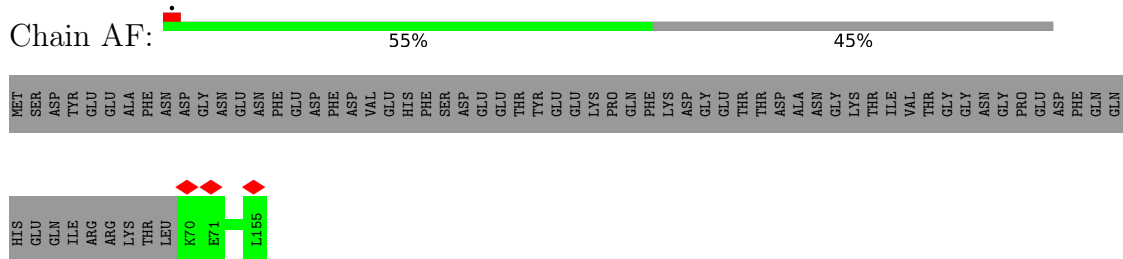 Chain AF:
55%
45%
MET SER ASP TYR GLU GLU ALA PHE ASN ASP GLY ASN GLU ASN PHE GLU ASP PHE ASP VAL GLU HIS PHE SER ASP GLU GLU THR TYR GLU GLU LYS PRO GLN PHE LYS ASP GLY GLU THR THR ASP ALA ASN GLY LYS THR ILE VAL THR GLY GLY ASN GLY PRO GLU ASP PHE GLN GLN
HIS GLU GLN ILE ARG ARG LYS THR LEU K70 E71 L155